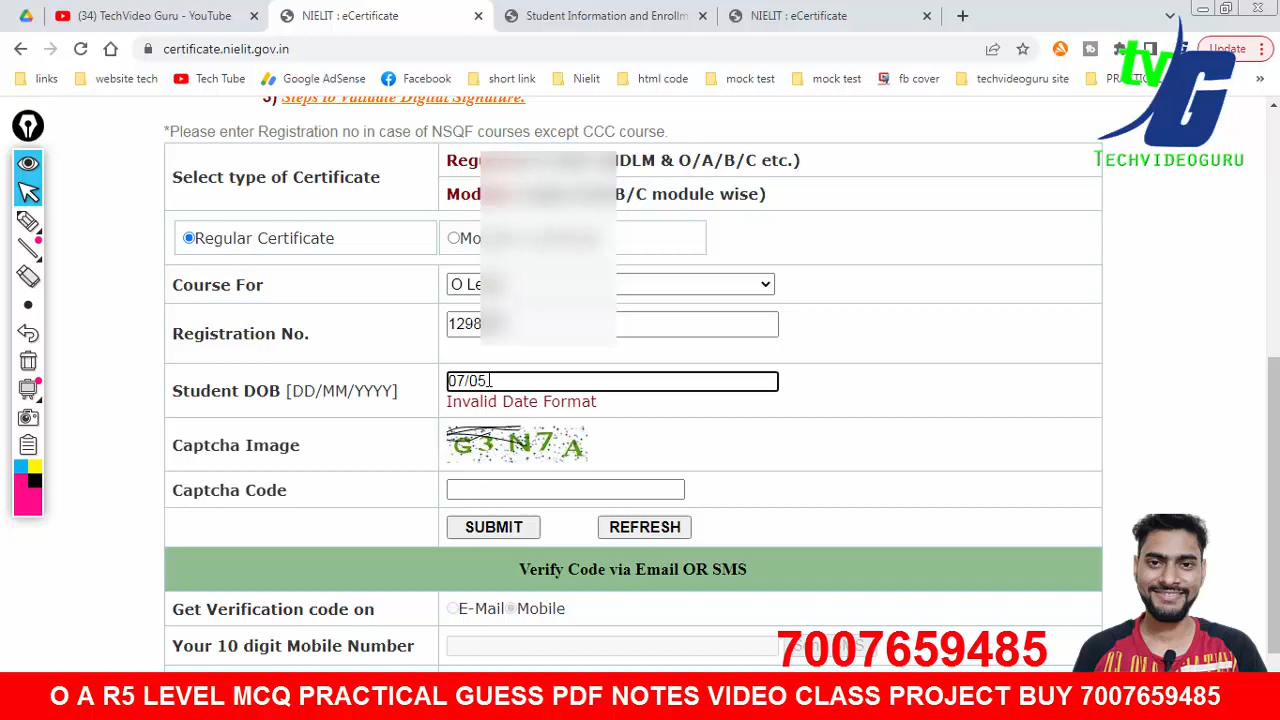 (34) TechVideo Guru - YouTube
NIELIT : eCertificate
Student Information and Enrollm
NIELIT : eCertificate
certificate.nielit.gov.in
Update
links
website tech
Tech Tube
Google AdSense
Facebook
short link
Nielit
html code
mock test
mock test
fb cover
techvideoguru site
tv
G
TECHVIDEOGURU
3) Steps to Validate Digital Signature.
*Please enter Registration no in case of NSQF courses except CCC course.
Select type of Certificate
& O/A/B/C etc.)
B/C module wise)
Regular Certificate
Course For
Registration No.
1298
Student DOB [DD/MM/YYYY]
07/05
Invalid Date Format
Captcha Image
G3N7A
Captcha Code
SUBMIT
REFRESH
Verify Code via Email OR SMS
Get Verification code on
E-Mail
Mobile
Your 10 digit Mobile Number
7007659485
O A R5 LEVEL MCQ PRACTICAL GUESS PDF NOTES VIDEO CLASS PROJECT BUY 7007659485